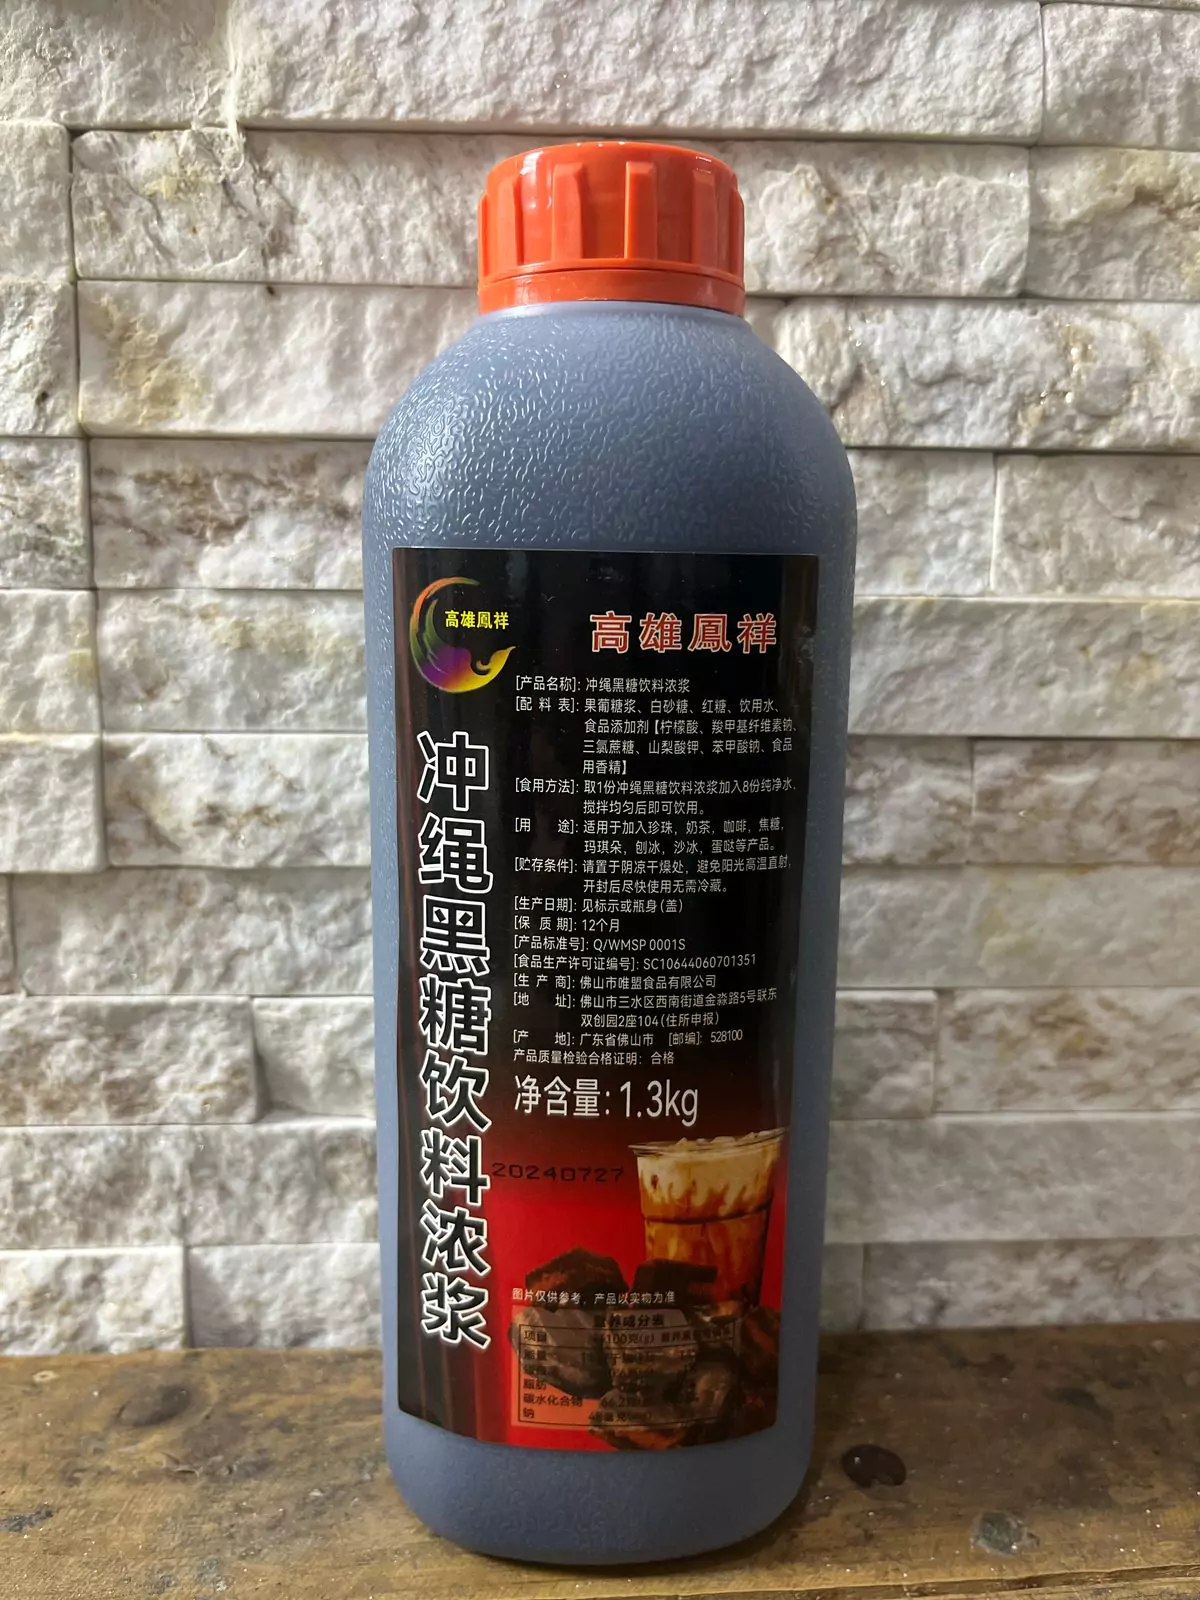 高雄鳳祥
高雄鳳祥
冲绳黑糖饮料浓浆
[产品名称]: 冲绳黑糖饮料浓浆
[配 料 表]: 果葡糖浆、白砂糖、红糖、饮用水、
食品添加剂【柠檬酸、羧甲基纤维素钠、
三氯蔗糖、山梨酸钾、苯甲酸钠、食品
用香精】
[食用方法]: 取1份冲绳黑糖饮料浓浆加入8份纯净水,
搅拌均匀后即可饮用。
[用 途]: 适用于加入珍珠，奶茶，咖啡，焦糖,
玛琪朵，刨冰，沙冰，蛋哒等产品。
[贮存条件]: 请置于阴凉干燥处，避免阳光高温直射,
开封后尽快使用无需冷藏。
[生产日期]: 见标示或瓶身(盖)
[保 质 期]: 12个月
[产品标准号]: Q/WMSP 0001S
[食品生产许可证编号]: SC10644060701351
[生 产 商]: 佛山市唯盟食品有限公司
[地 址]: 佛山市三水区西南街道金淼路5号联东
双创园2座104(住所申报)
[产 地]: 广东省佛山市 [邮编]: 528100
产品质量检验合格证明: 合格
净含量: 1.3kg
20240727
图片仅供参考，产品以实物为准
营养成分表
项目 100克(g)
能量
脂肪
碳水化合物
钠